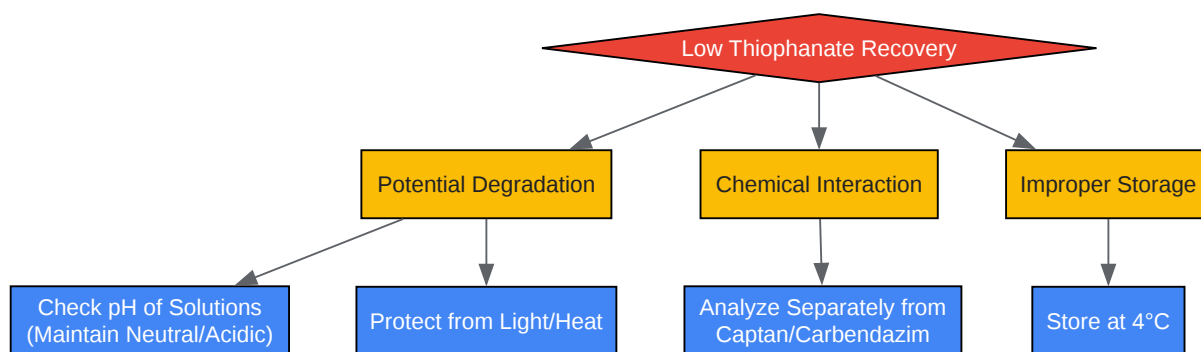 Low Thiophanate Recovery
Potential Degradation
Chemical Interaction
Improper Storage
Check pH of Solutions
(Maintain Neutral/Acidic)
Protect from Light/Heat
Analyze Separately from
Captan/Carbendazim
Store at 4°C